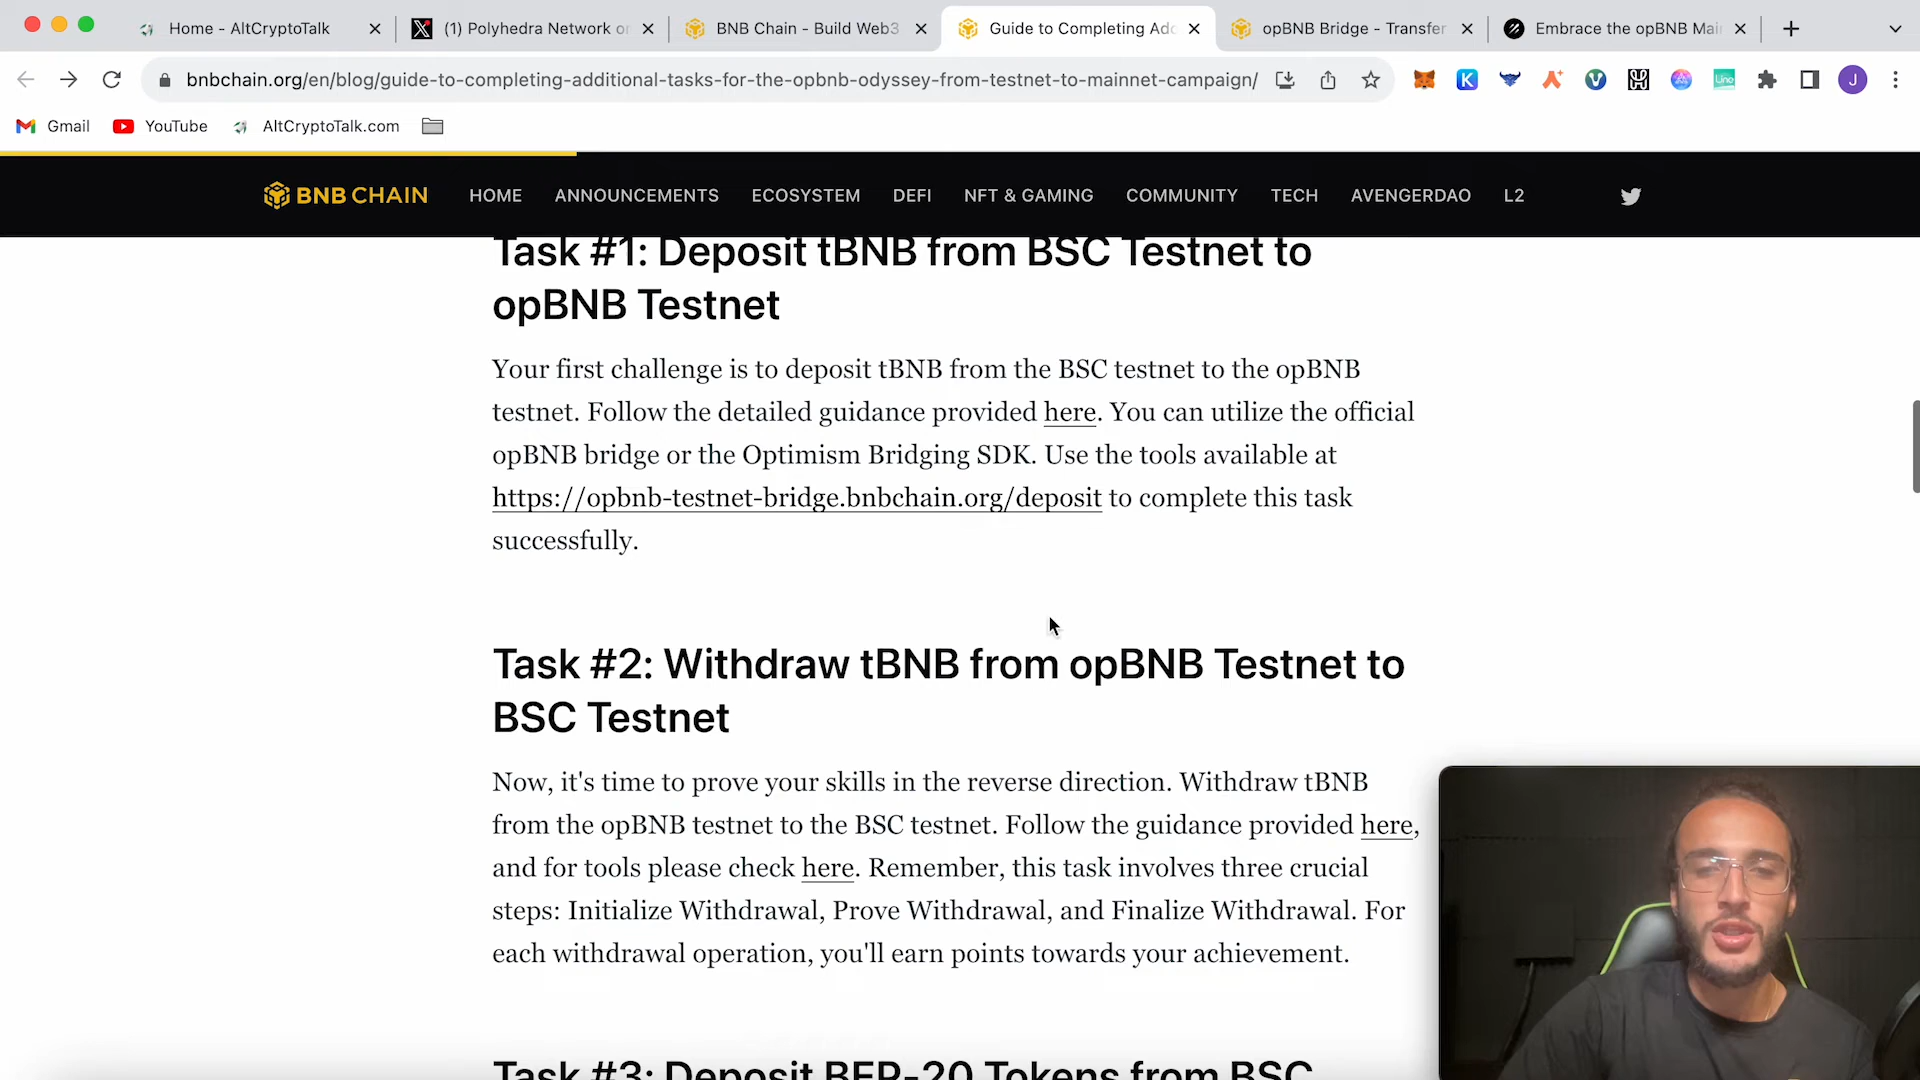 Home - AltCryptoTalk
(1) Polyhedra Network on
BNB Chain - Build Web3
Guide to Completing Add
opBNB Bridge - Transfer
Embrace the opBNB Mai
bnbchain.org/en/blog/guide-to-completing-additional-tasks-for-the-opbnb-odyssey-from-testnet-to-mainnet-campaign/
J
Gmail
YouTube
AltCryptoTalk.com
BNB CHAIN
HOME
ANNOUNCEMENTS
ECOSYSTEM
DEFI
NFT & GAMING
COMMUNITY
TECH
AVENGERDAO
L2
Task #1: Deposit tBNB from BSC Testnet to
opBNB Testnet
Your first challenge is to deposit tBNB from the BSC testnet to the opBNB
testnet. Follow the detailed guidance provided here. You can utilize the official
opBNB bridge or the Optimism Bridging SDK. Use the tools available at
https://opbnb-testnet-bridge.bnbchain.org/deposit to complete this task
successfully.
Task #2: Withdraw tBNB from opBNB Testnet to
BSC Testnet
Now, it's time to prove your skills in the reverse direction. Withdraw tBNB
from the opBNB testnet to the BSC testnet. Follow the guidance provided here,
and for tools please check here. Remember, this task involves three crucial
steps: Initialize Withdrawal, Prove Withdrawal, and Finalize Withdrawal. For
each withdrawal operation, you'll earn points towards your achievement.
Task #3: Deposit BEP-20 Tokens from BSC